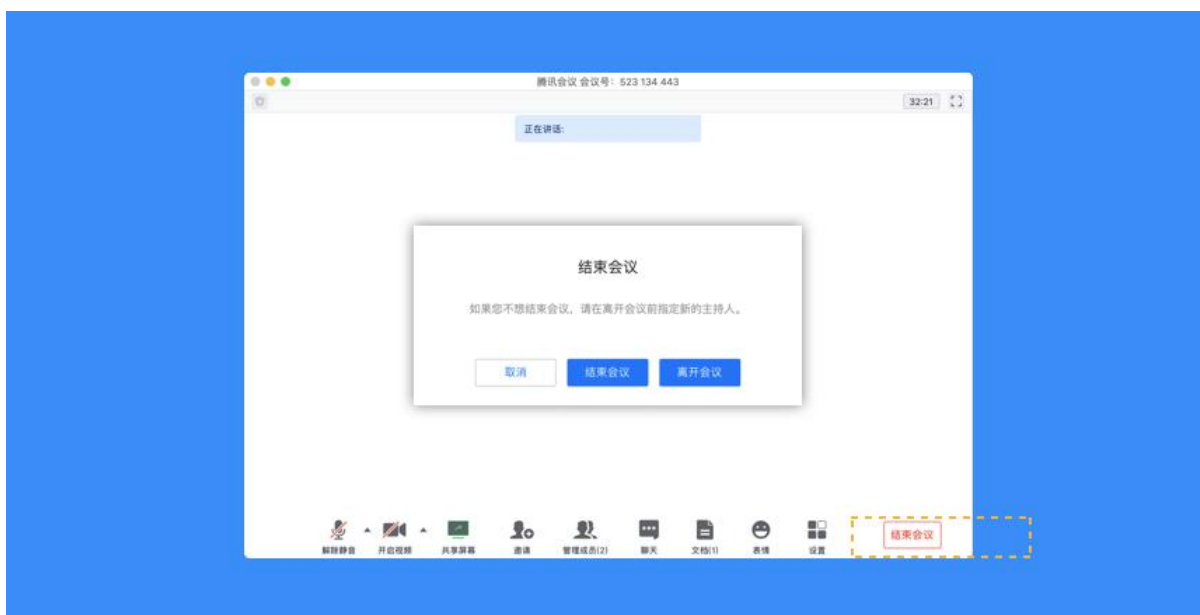 腾讯会议 会议号：523 134 443
32:21
正在讲话:
结束会议
如果您不想结束会议，请在离开会议前指定新的主持人。
取消 结束会议 离开会议
解除静音 开启视频 共享屏幕 邀请 管理成员(2) 聊天 文档(1) 表情 设置 结束会议